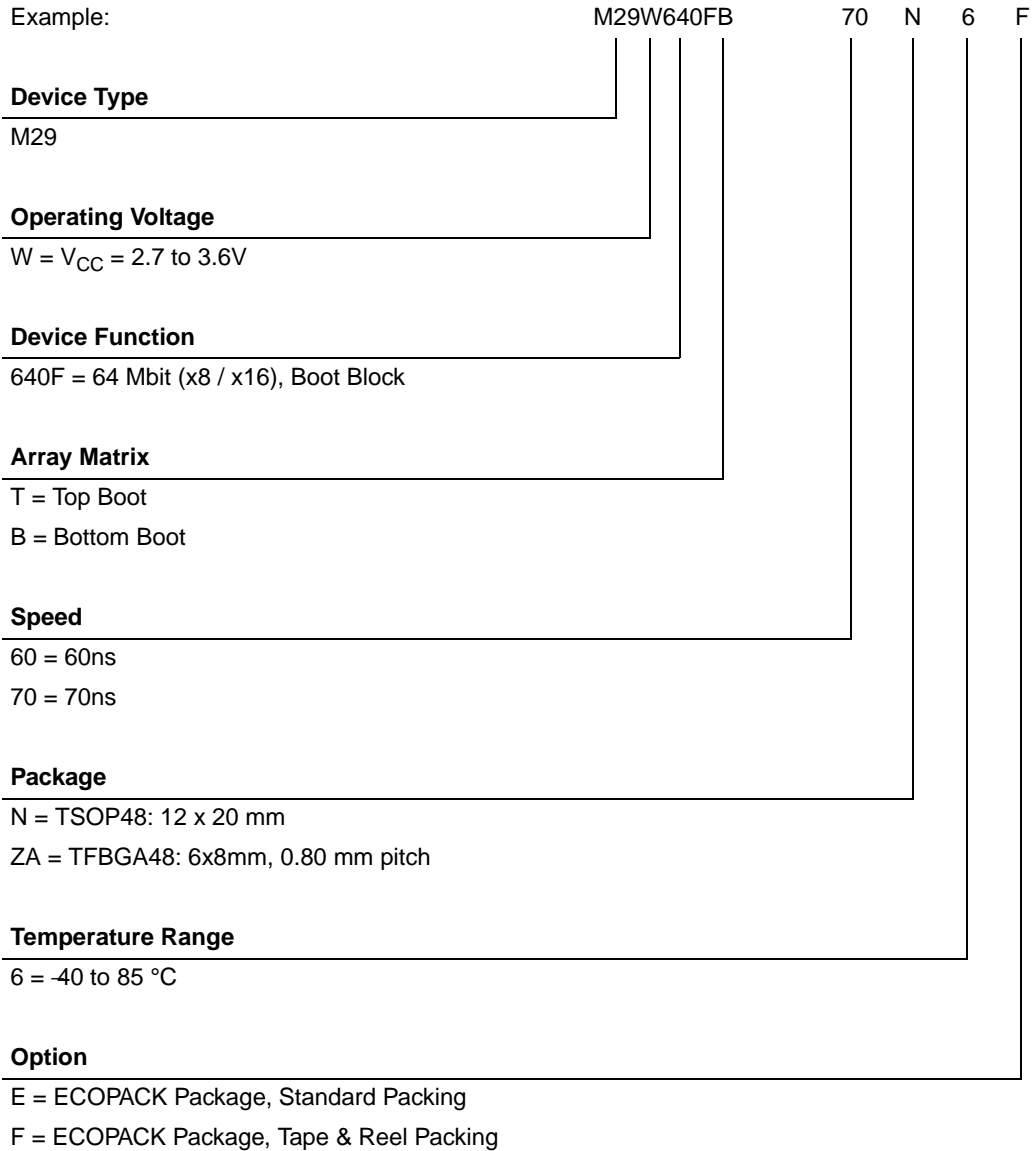 Example: M29W640FB 70 N 6 F
Device Type
M29
Operating Voltage
W = VCC = 2.7 to 3.6V
Device Function
640F = 64 Mbit (x8 / x16), Boot Block
Array Matrix
T = Top Boot
B = Bottom Boot
Speed
60 = 60ns
70 = 70ns
Package
N = TSOP48: 12 x 20 mm
ZA = TFBGA48: 6x8mm, 0.80 mm pitch
Temperature Range
6 = –40 to 85 °C
Option
E = ECOPACK Package, Standard Packing
F = ECOPACK Package, Tape & Reel Packing